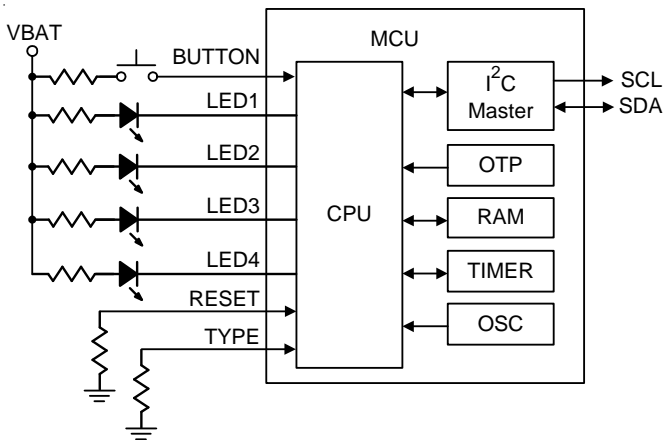 VBAT
MCU
BUTTON
LED1
LED2
LED3
LED4
RESET
TYPE
CPU
I²C
Master
OTP
RAM
TIMER
OSC
SCL
SDA